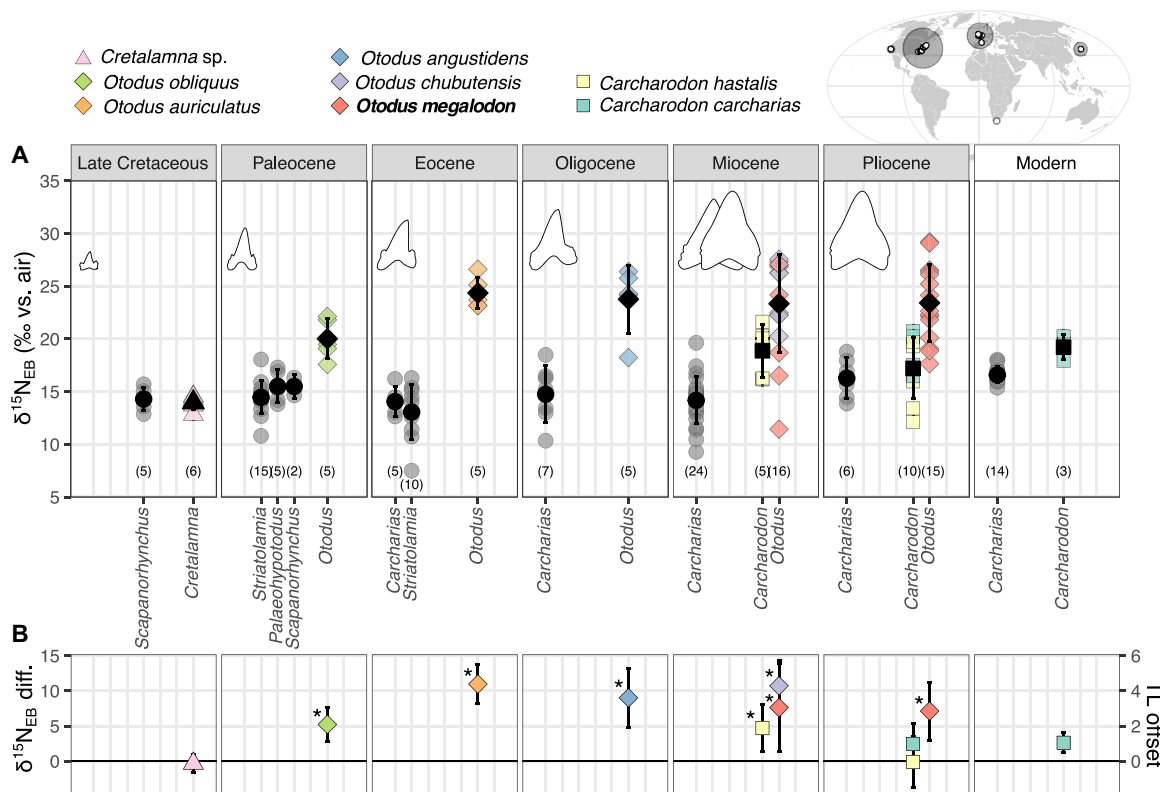 Cretalamna sp.
Otodus obliquus
Otodus auriculatus
Otodus angustidens
Otodus chubutensis
Otodus megalodon
Carcharodon hastalis
Carcharodon carcharias
A
Late Cretaceous
Paleocene
Eocene
Oligocene
Miocene
Pliocene
Modern
δ15NEB (‰ vs. air)
35
30
25
20
15
10
5
(5)
(6)
(15)
(5)
(2)
(5)
(5)
(10)
(5)
(7)
(5)
(24)
(5)
(16)
(6)
(10)
(15)
(14)
(3)
Scapanorhynchus
Cretalamna
Striatolamia
Palaeohypotodus
Scapanorhynchus
Otodus
Carcharias
Striatolamia
Otodus
Carcharias
Otodus
Carcharias
Carcharodon
Otodus
Carcharias
Carcharodon
Otodus
Carcharias
Carcharodon
B
δ15NEB diff.
15
10
5
0
*
*
*
*
*
*
*
6
4
2
0
TL offset